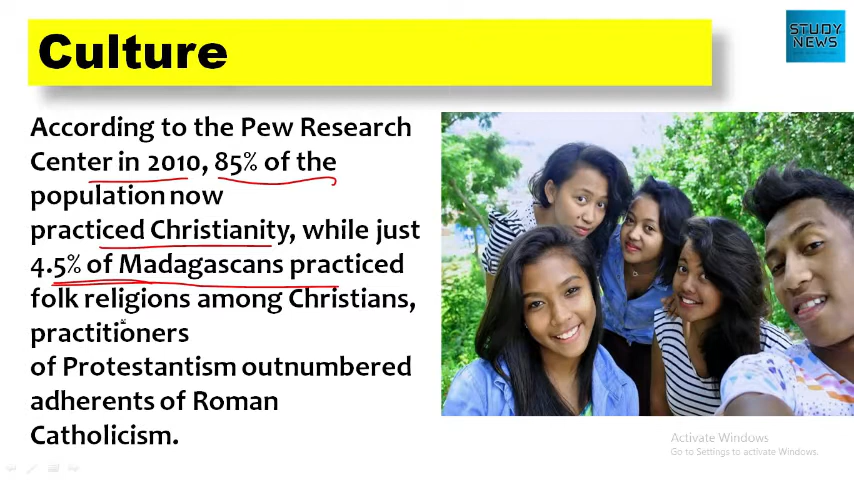 Culture
STUDY
NEWS
According to the Pew Research
Center in 2010, 85% of the
population now
practiced Christianity, while just
4.5% of Madagascans practiced
folk religions among Christians,
practitioners
of Protestantism outnumbered
adherents of Roman
Catholicism.
Activate Windows
Go to Settings to activate Windows.